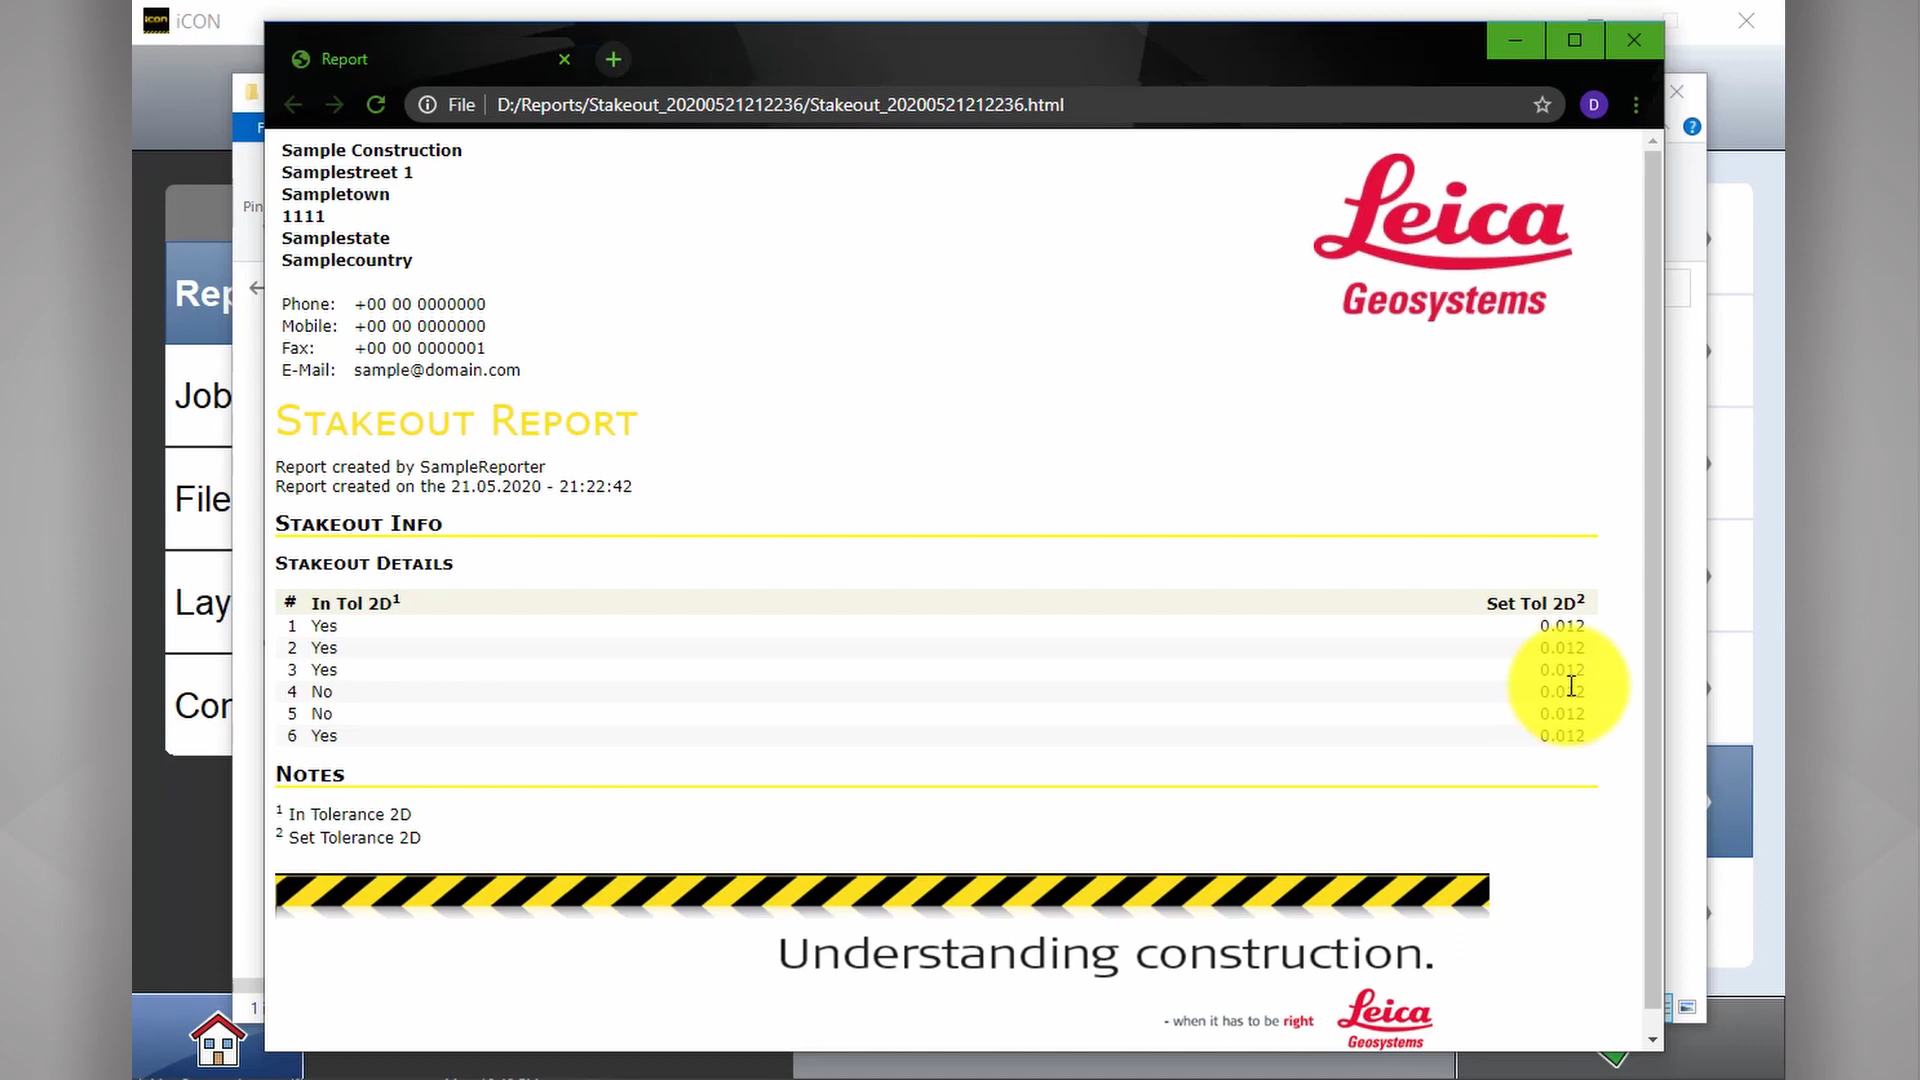 iCON
Report
File D:/Reports/Stakeout_20200521212236/Stakeout_20200521212236.html
D
Sample Construction
Samplestreet 1
Sampletown
1111
Samplestate
Samplecountry
Phone: +00 00 0000000
Mobile: +00 00 0000000
Fax: +00 00 0000001
E-Mail: sample@domain.com
Leica
Geosystems
STAKEOUT REPORT
Report created by SampleReporter
Report created on the 21.05.2020 - 21:22:42
STAKEOUT INFO
STAKEOUT DETAILS
# In Tol 2D1 Set Tol 2D2
1 Yes 0.012
2 Yes 0.012
3 Yes 0.012
4 No 0.012
5 No 0.012
6 Yes 0.012
NOTES
1 In Tolerance 2D
2 Set Tolerance 2D
Understanding construction.
- when it has to be right
Leica
Geosystems
Pin
Rep
Job
File
Lay
Con